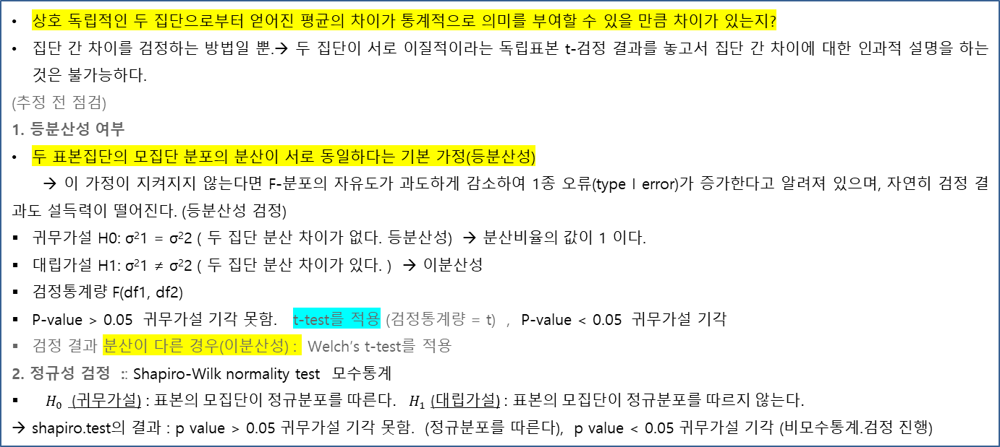 • 상호 독립적인 두 집단으로부터 얻어진 평균의 차이가 통계적으로 의미를 부여할 수 있을 만큼 차이가 있는지?
• 집단 간 차이를 검정하는 방법일 뿐.→ 두 집단이 서로 이질적이라는 독립표본 t-검정 결과를 놓고서 집단 간 차이에 대한 인과적 설명을 하는
것은 불가능하다.
(추정 전 점검)
1. 등분산성 여부
• 두 표본집단의 모집단 분포의 분산이 서로 동일하다는 기본 가정(등분산성)
→ 이 가정이 지켜지지 않는다면 F-분포의 자유도가 과도하게 감소하여 1종 오류(type I error)가 증가한다고 알려져 있으며, 자연히 검정 결
과도 설득력이 떨어진다. (등분산성 검정)
▪ 귀무가설 H0: σ²1 = σ²2 ( 두 집단 분산 차이가 없다. 등분산성) → 분산비율의 값이 1 이다.
▪ 대립가설 H1: σ²1 ≠ σ²2 ( 두 집단 분산 차이가 있다. ) → 이분산성
▪ 검정통계량 F(df1, df2)
▪ P-value > 0.05 귀무가설 기각 못함. t-test를 적용 (검정통계량 = t) , P-value < 0.05 귀무가설 기각
▪ 검정 결과 분산이 다른 경우(이분산성) : Welch’s t-test를 적용
2. 정규성 검정 :: Shapiro-Wilk normality test 모수통계
▪ H₀ (귀무가설) : 표본의 모집단이 정규분포를 따른다. H₁ (대립가설) : 표본의 모집단이 정규분포를 따르지 않는다.
→ shapiro.test의 결과 : p value > 0.05 귀무가설 기각 못함. (정규분포를 따른다), p value < 0.05 귀무가설 기각 (비모수통계.검정 진행)